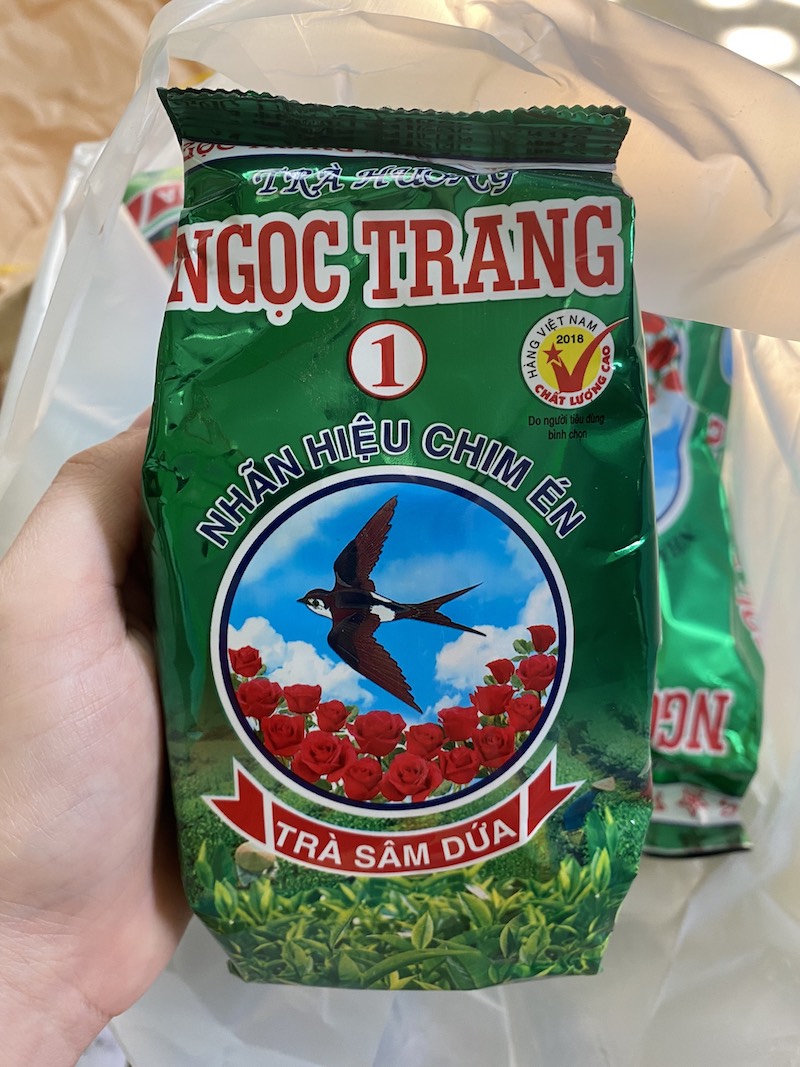 TRÀ HƯƠNG
NGỌC TRANG
1
HÀNG VIỆT NAM
2018
CHẤT LƯỢNG CAO
Do người tiêu dùng
bình chọn
NHÃN HIỆU CHIM ÉN
TRÀ SÂM DỨA
NGỌ